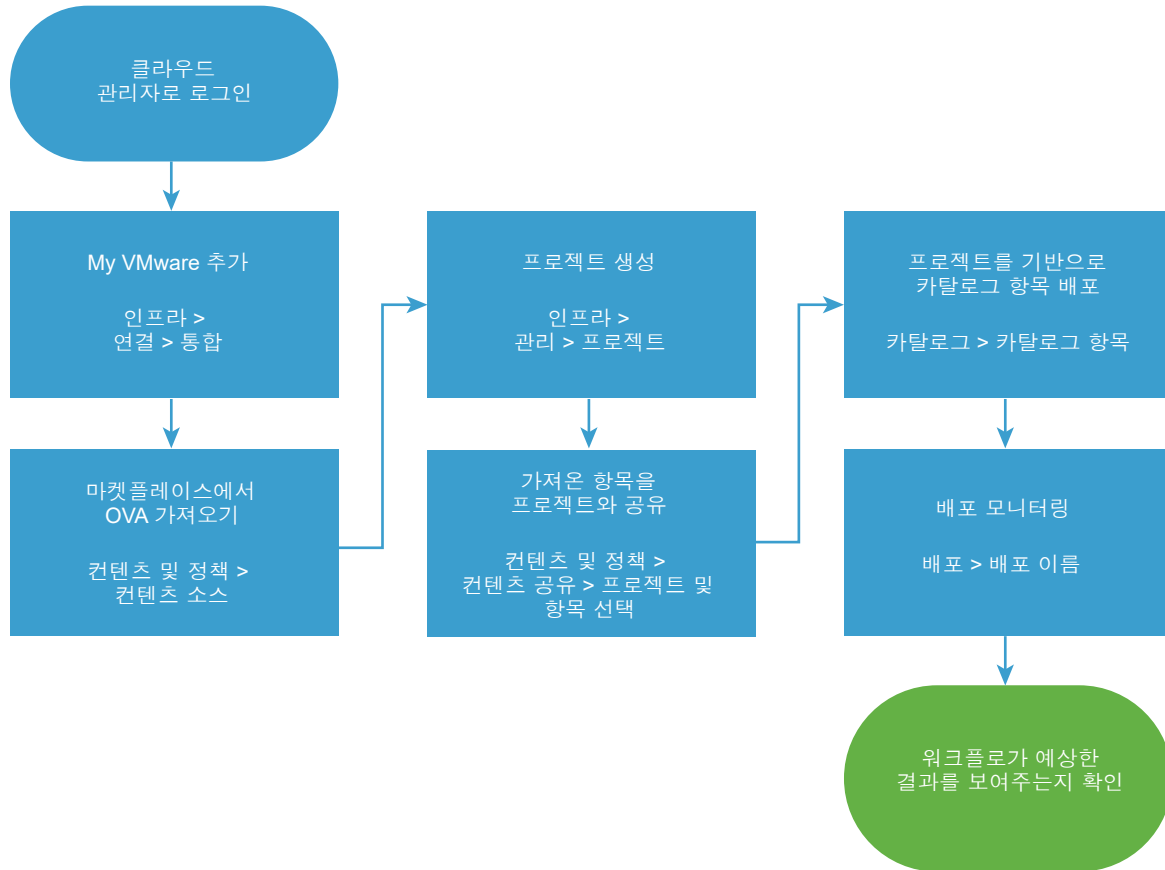 클라우드
관리자로 로그인
My VMware 추가
인프라 >
연결 > 통합
마켓플레이스에서
OVA 가져오기
컨텐츠 및 정책 >
컨텐츠 소스
프로젝트 생성
인프라 >
관리 > 프로젝트
가져온 항목을
프로젝트와 공유
컨텐츠 및 정책 >
컨텐츠 공유 > 프로젝트 및
항목 선택
프로젝트를 기반으로
카탈로그 항목 배포
카탈로그 > 카탈로그 항목
배포 모니터링
배포 > 배포 이름
워크플로가 예상한
결과를 보여주는지 확인